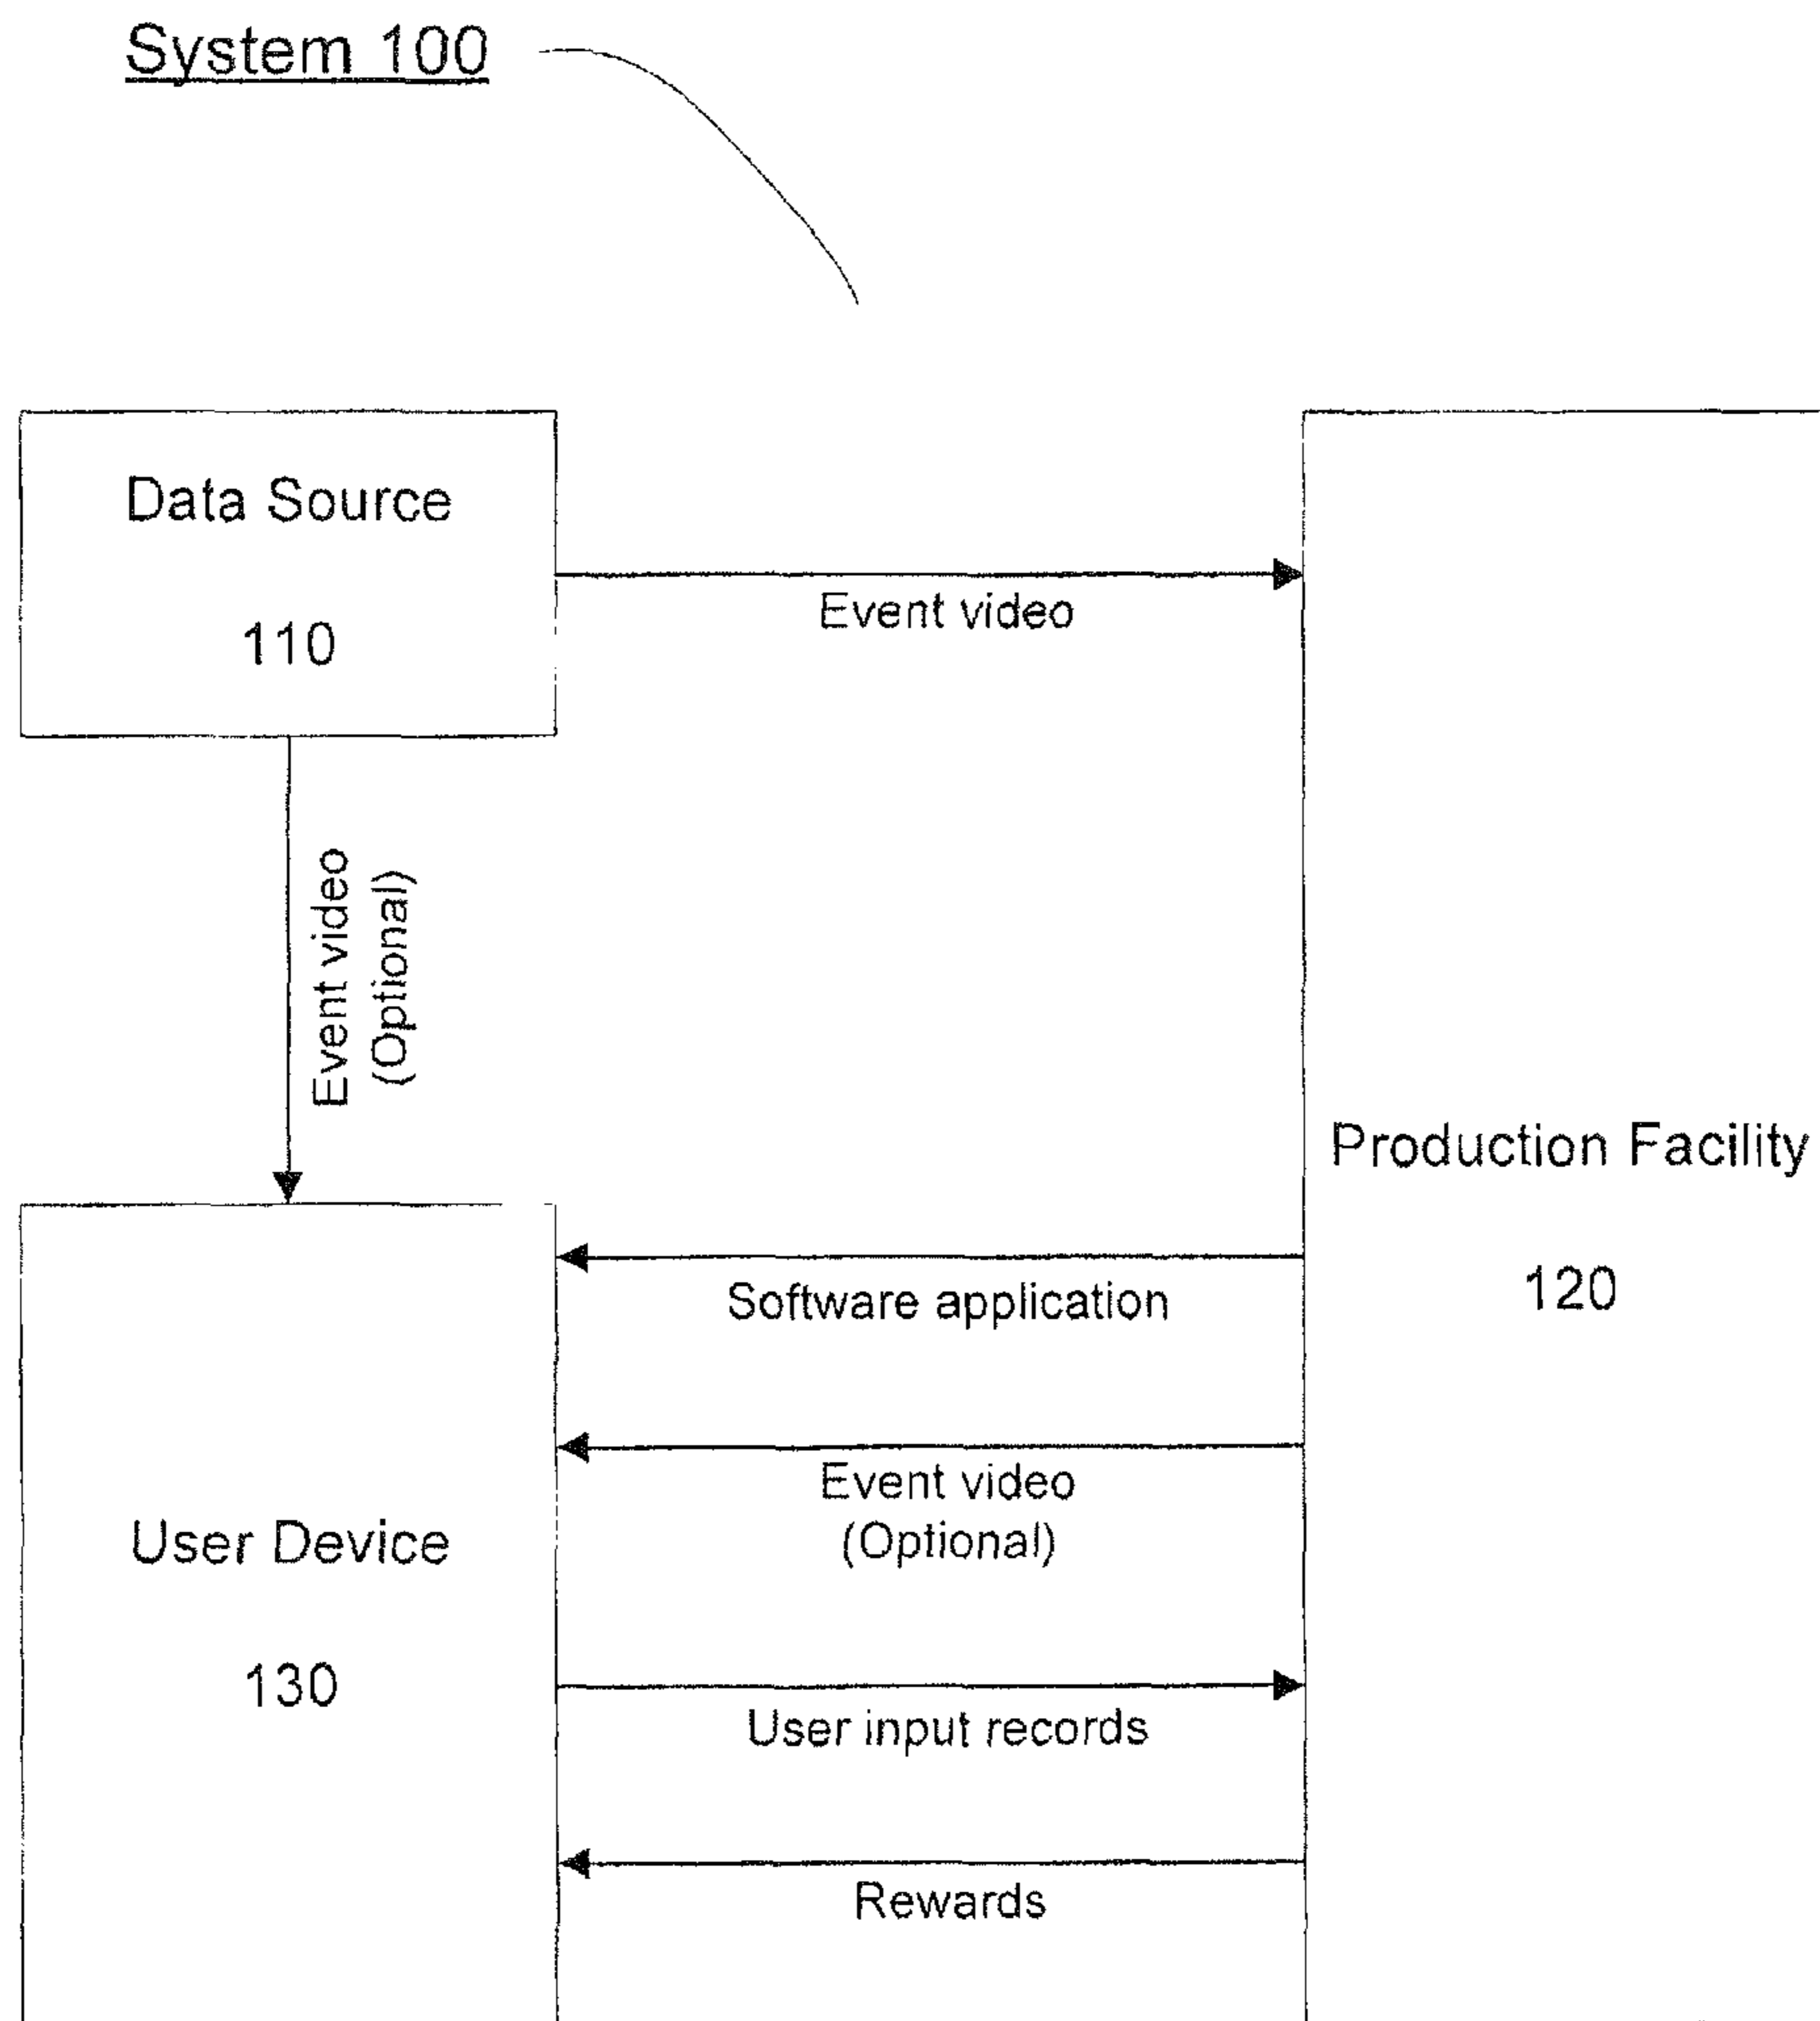 System 100
Data Source
110
Event video
Event video
(Optional)
Production Facility
120
Software application
Event video
(Optional)
User Device
130
User input records
Rewards